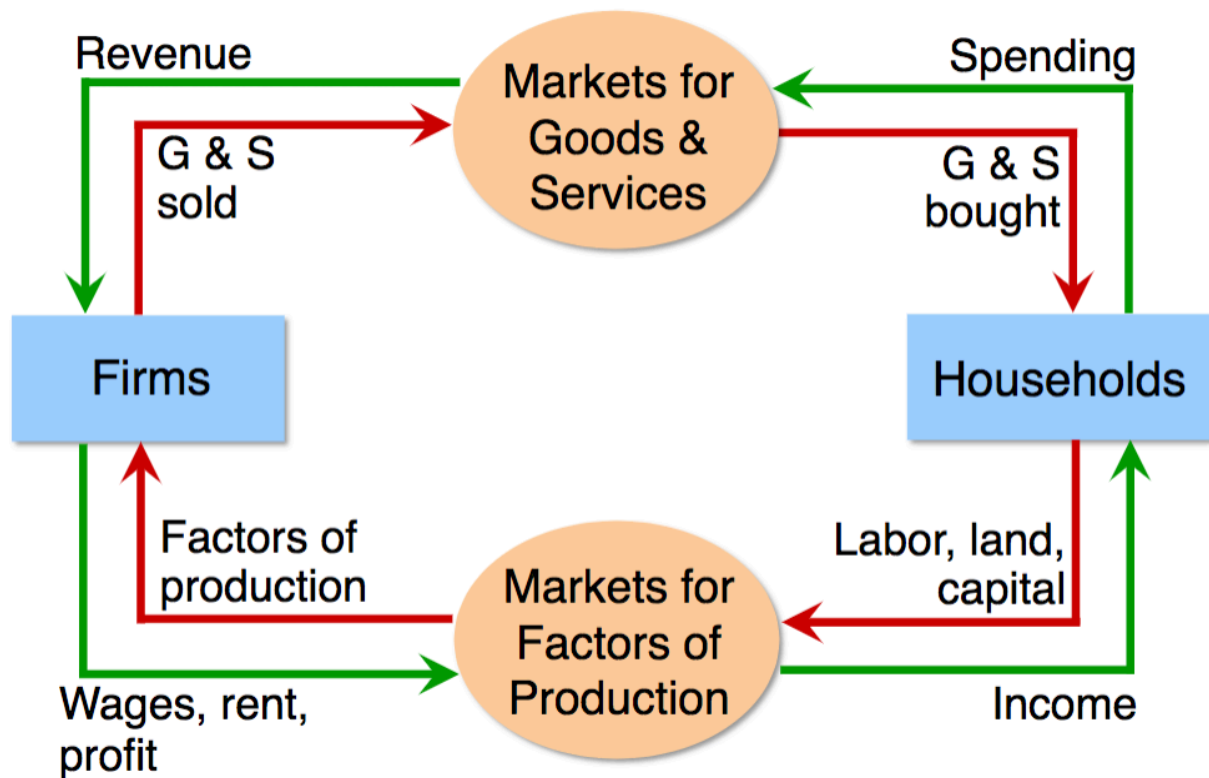 Revenue
Spending
Markets for
Goods &
Services
G & S
sold
G & S
bought
Firms
Households
Factors of
production
Labor, land,
capital
Markets for
Factors of
Production
Wages, rent,
profit
Income